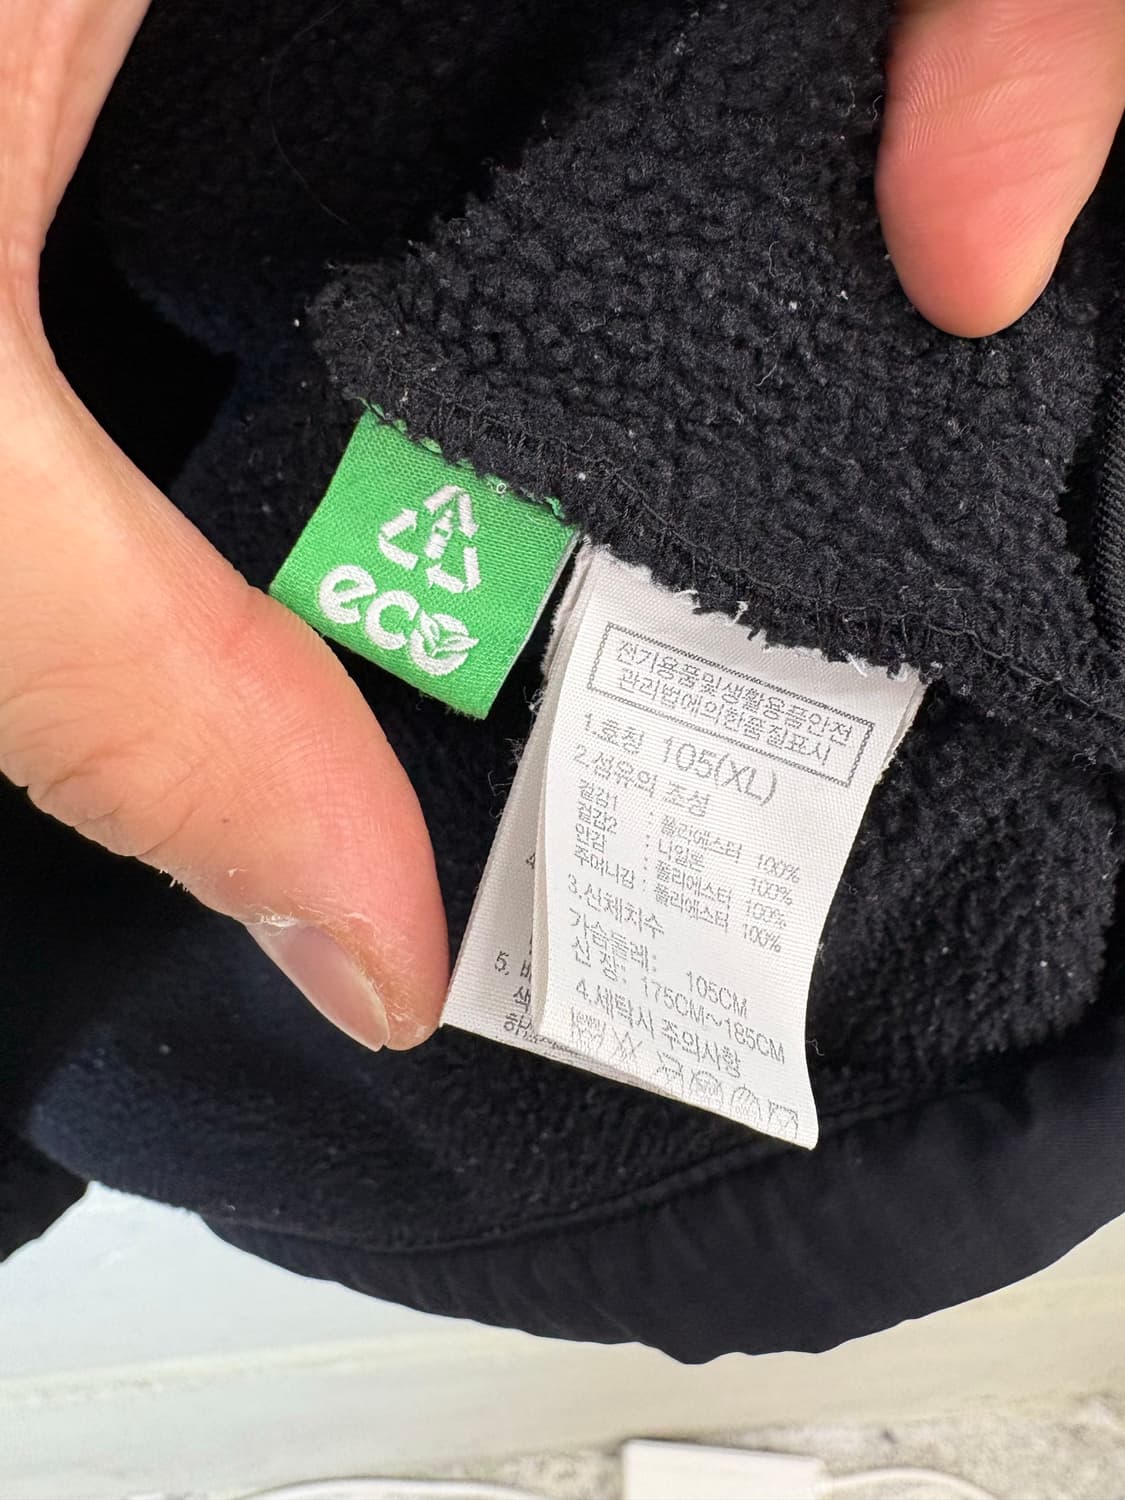 eco
전기용품및생활용품안전
관리법에의한품질표시
1.호칭 105(XL)
2.섬유의 조성
겉감1 : 폴리에스터 100%
겉감2 : 나일론 100%
안감 : 폴리에스터 100%
주머니감 : 폴리에스터 100%
3.신체치수
가슴둘레: 105CM
신 장: 175CM~185CM
4.세탁시 주의사항
4
5.